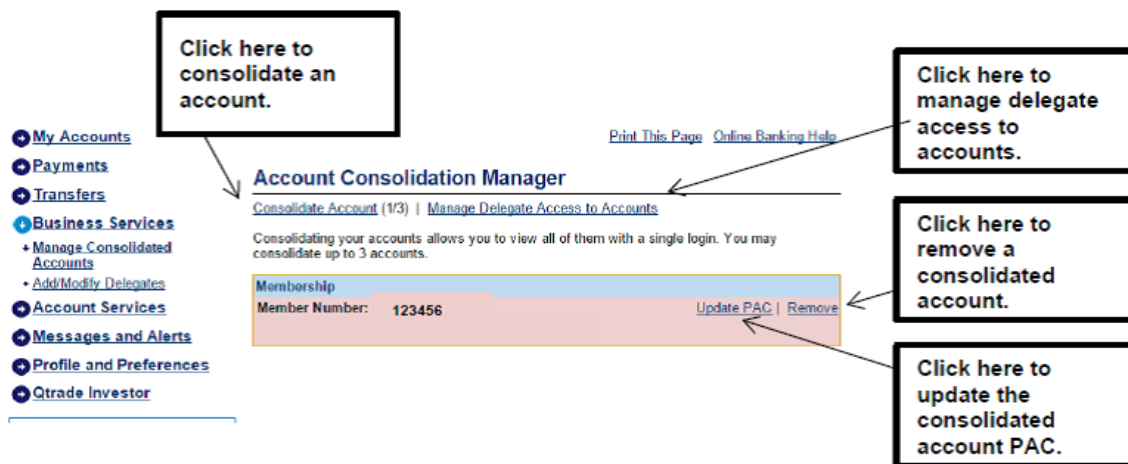 Click here to
consolidate an
account.
Click here to
manage delegate
access to
accounts.
My Accounts
Payments
Transfers
Business Services
Manage Consolidated
Accounts
Add/Modify Delegates
Account Services
Messages and Alerts
Profile and Preferences
Qtrade Investor
Print This Page Online Banking Help
Account Consolidation Manager
Consolidate Account (1/3) | Manage Delegate Access to Accounts
Consolidating your accounts allows you to view all of them with a single login. You may
consolidate up to 3 accounts.
Membership
Member Number: 123456 Update PAC | Remove
Click here to
remove a
consolidated
account.
Click here to
update the
consolidated
account PAC.